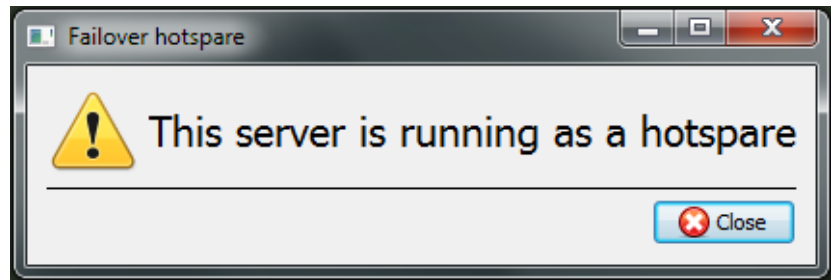 Failover hotspare
This server is running as a hotspare
Close